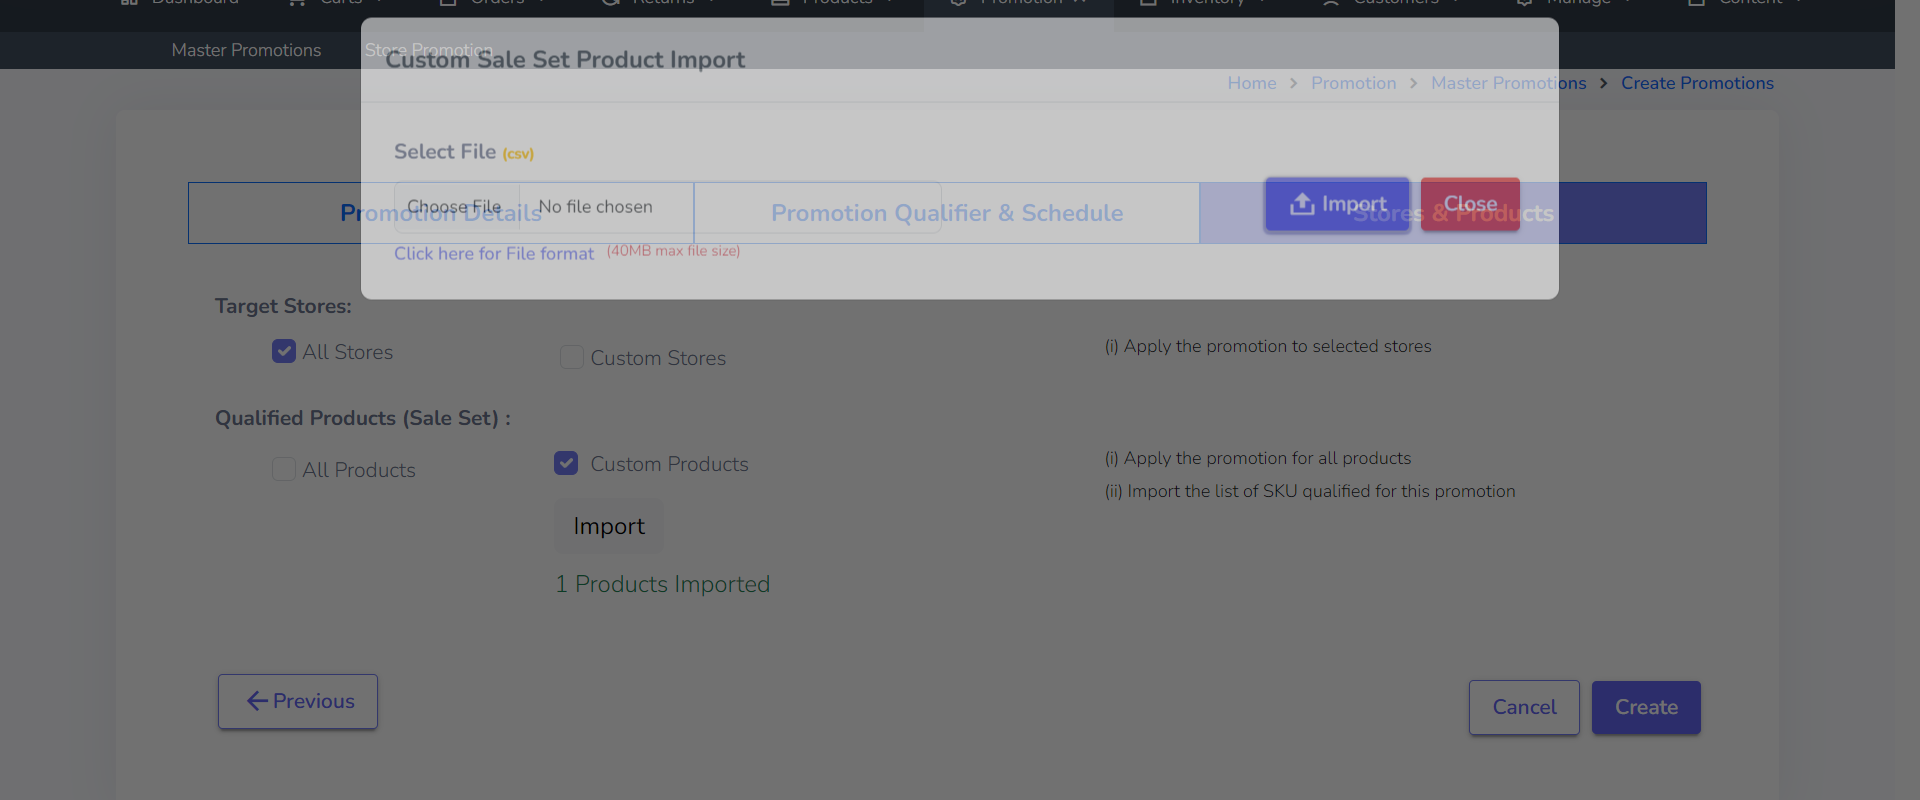 Dashboard Carts Orders Returns Products Promotion Inventory Customers Manage Content
Master Promotions Store Promotion
Custom Sale Set Product Import
Home > Promotion > Master Promotions > Create Promotions
Select File (csv)
Choose File No file chosen
Import Close
Promotion Details Promotion Qualifier & Schedule Stores & Products
Click here for File format (40MB max file size)
Target Stores:
All Stores Custom Stores (i) Apply the promotion to selected stores
Qualified Products (Sale Set) :
All Products Custom Products (i) Apply the promotion for all products
(ii) Import the list of SKU qualified for this promotion
Import
1 Products Imported
Previous Cancel Create